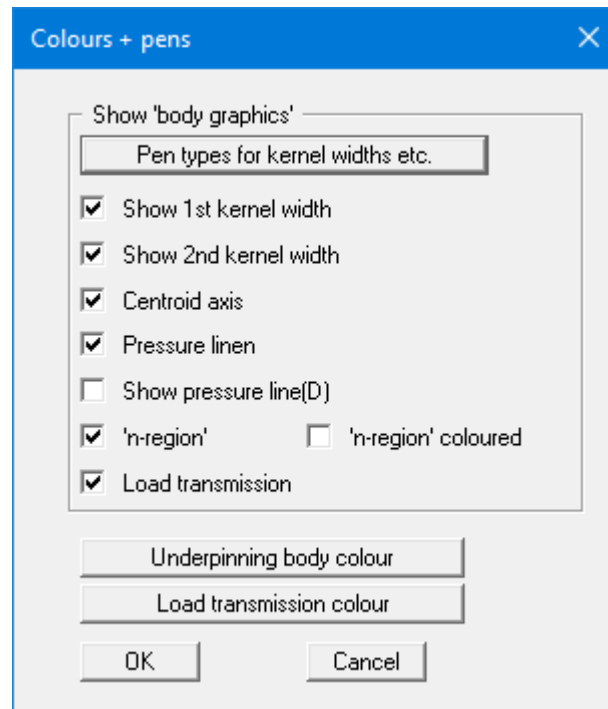 Colours + pens
Show 'body graphics'
Pen types for kernel widths etc.
Show 1st kernel width
Show 2nd kernel width
Centroid axis
Pressure linen
Show pressure line(D)
'n-region' 'n-region' coloured
Load transmission
Underpinning body colour
Load transmission colour
OK Cancel